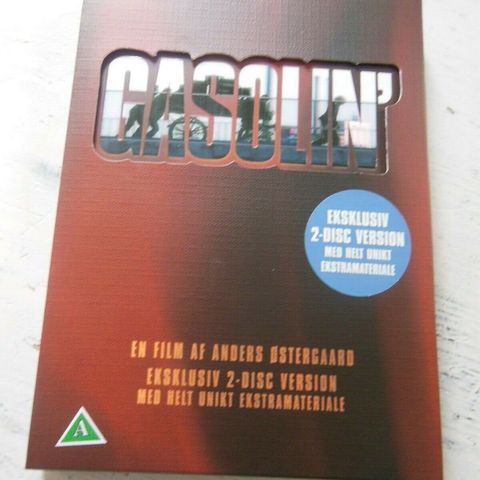 GASOLIN'
EKSKLUSIV
2-DISC VERSION
MED HELT UNIKT
EKSTRAMATERIALE
EN FILM AF ANDERS ØSTERGAARD
EKSKLUSIV 2-DISC VERSION
MED HELT UNIKT EKSTRAMATERIALE
A